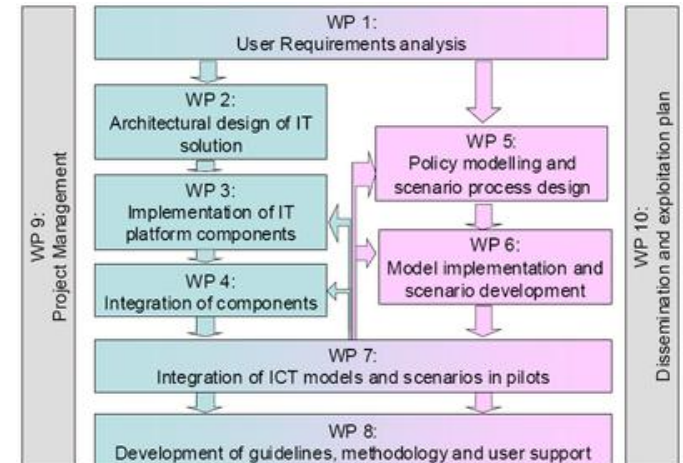 WP 1:
User Requirements analysis
WP 2:
Architectural design of IT
solution
WP 3:
Implementation of IT
platform components
WP 4:
Integration of components
WP 5:
Policy modelling and
scenario process design
WP 6:
Model implementation and
scenario development
WP 7:
Integration of ICT models and scenarios in pilots
WP 8:
Development of guidelines, methodology and user support
WP 9:
Project Management
WP 10:
Dissemination and exploitation plan